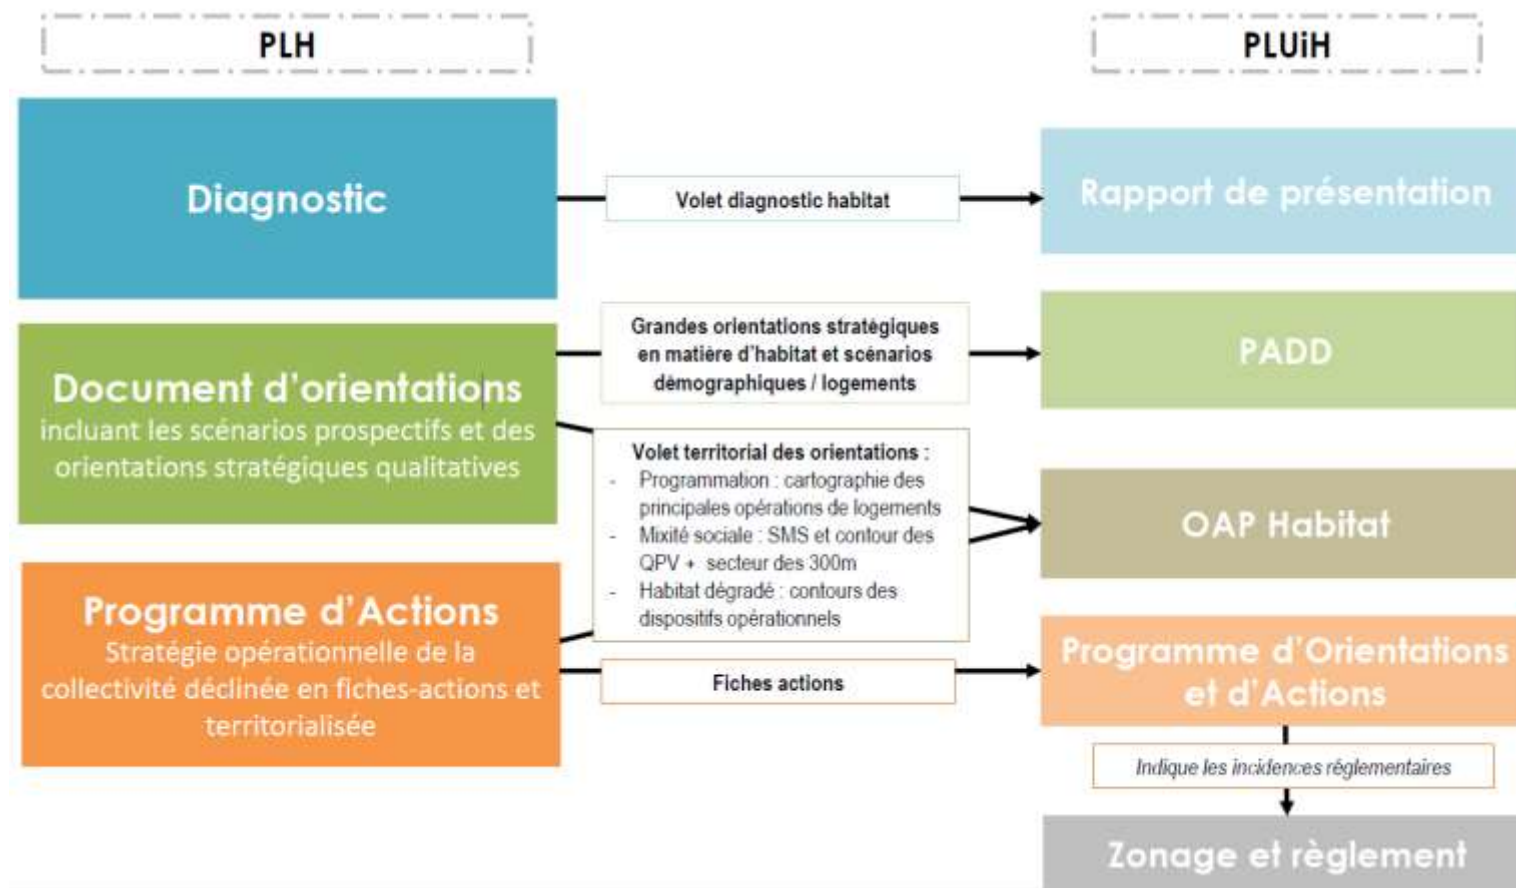 PLH
PLUiH
Diagnostic
Volet diagnostic habitat
Rapport de présentation
Document d'orientations
incluant les scénarios prospectifs et des
orientations stratégiques qualitatives
Grandes orientations stratégiques
en matière d'habitat et scénarios
démographiques / logements
PADD
Volet territorial des orientations :
- Programmation : cartographie des
principales opérations de logements
- Mixité sociale : SMS et contour des
QPV + secteur des 300m
- Habitat dégradé : contours des
dispositifs opérationnels
OAP Habitat
Programme d'Actions
Stratégie opérationnelle de la
collectivité déclinée en fiches-actions et
territorialisée
Fiches actions
Programme d'Orientations
et d'Actions
Indique les incidences réglementaires
Zonage et règlement